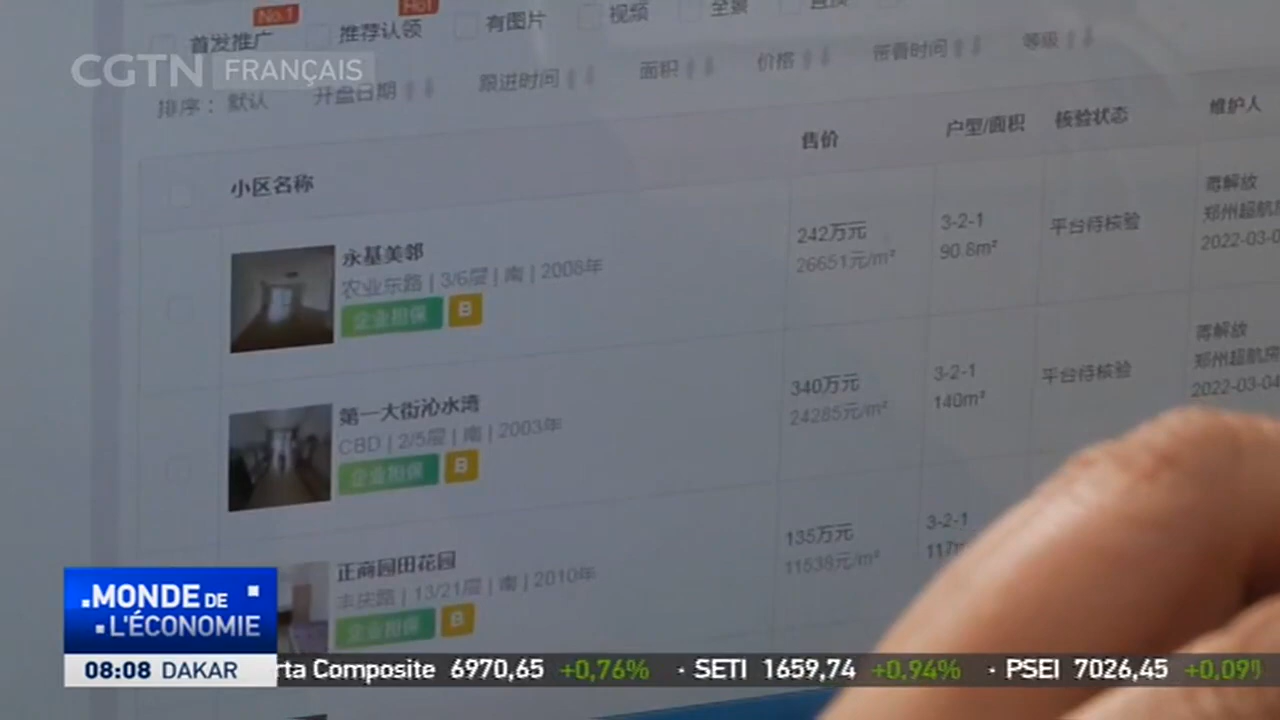 No.1
Hot
首发推广
推荐认领
有图片
视频
全景
CGTN FRANÇAIS
排序：
默认
开盘日期
跟进时间
面积
价格
带看时间
等级
小区名称
售价
户型/面积
核验状态
维护人
永基美邻
农业东路 | 3/6层 | 南 | 2008年
企业担保 B
242万元
26651元/m²
3-2-1
90.8m²
平台待核验
郑州超航
2022-03-0
第一大街沁水湾
CBD | 2/5层 | 南 | 2003年
企业担保 B
340万元
24285元/m²
3-2-1
140m²
平台待核验
郑州超航房
2022-03-04
正商园田花园
丰庆路 | 13/21层 | 南 | 2010年
企业担保 B
135万元
11538元/m²
3-2-1
117m
MONDE DE
L'ÉCONOMIE
08:08 DAKAR
rta Composite 6970,65 +0,76% · SETI 1659,74 +0,94% · PSEI 7026,45 +0,09